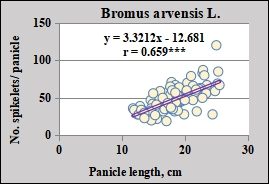 Bromus arvensis L.
150
100
50
0
y = 3.3212x - 12.681
r = 0.659***
No. spikelets/ panicle
0
10
20
30
Panicle length, cm